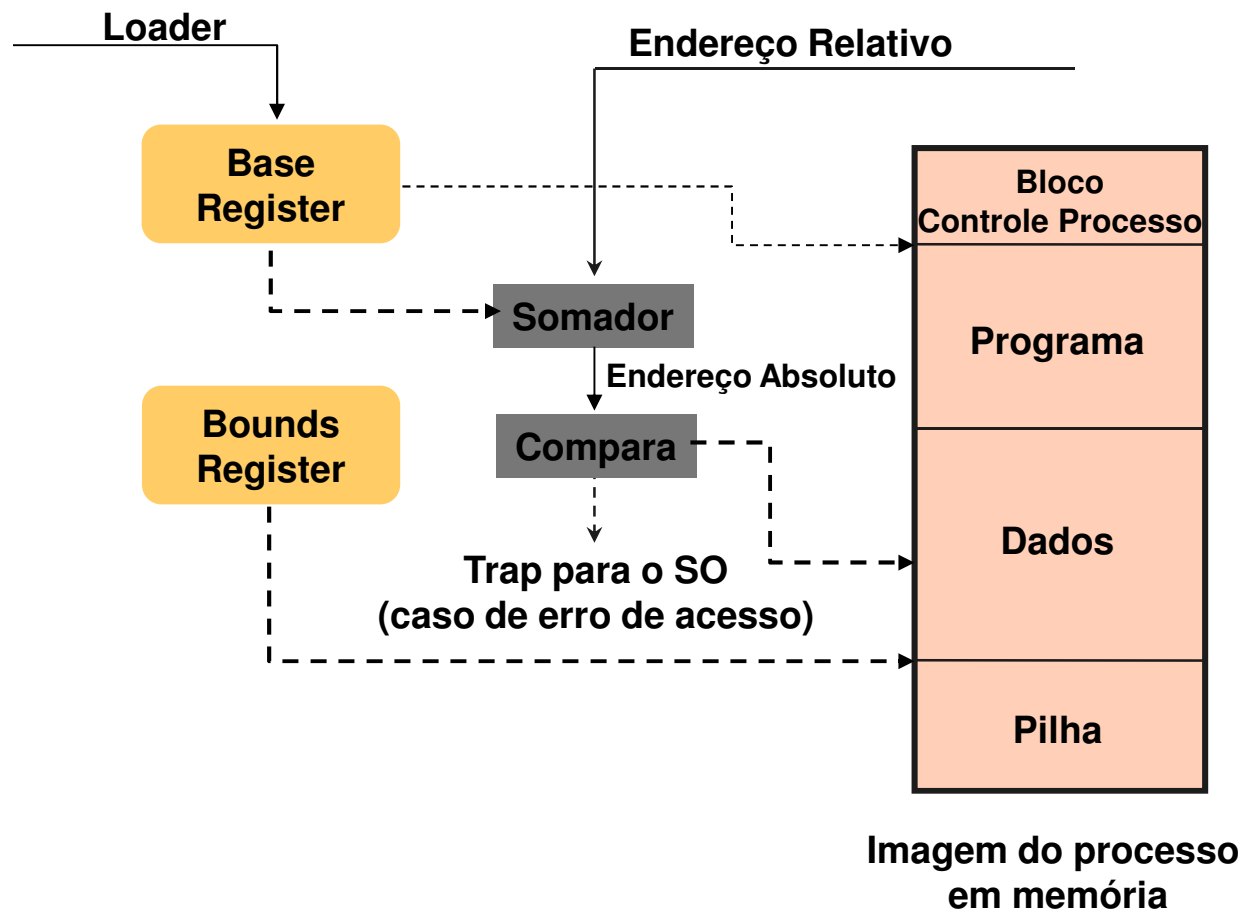 Loader
Endereço Relativo
Base
Register
Bloco
Controle Processo
Somador
Programa
Endereço Absoluto
Bounds
Register
Compara
Dados
Trap para o SO
(caso de erro de acesso)
Pilha
Imagem do processo
em memória